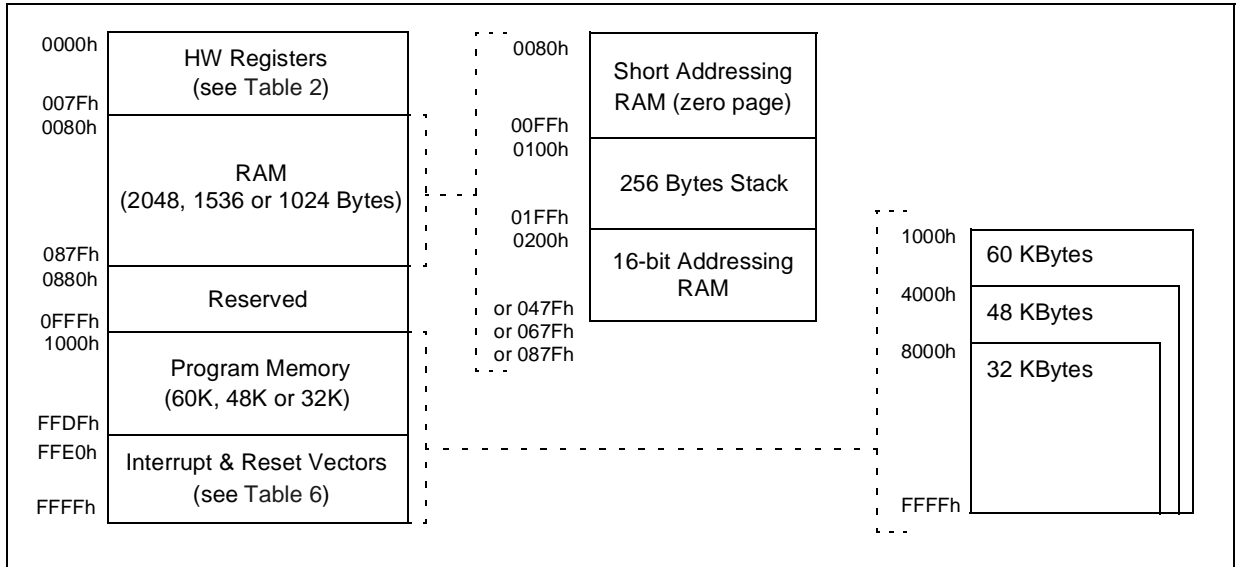 0000h
HW Registers
(see Table 2)
007Fh
0080h
RAM
(2048, 1536 or 1024 Bytes)
087Fh
0880h
Reserved
0FFFh
1000h
Program Memory
(60K, 48K or 32K)
FFDFh
FFE0h
Interrupt & Reset Vectors
(see Table 6)
FFFFh
0080h
Short Addressing
RAM (zero page)
00FFh
0100h
256 Bytes Stack
01FFh
0200h
16-bit Addressing
RAM
or 047Fh
or 067Fh
or 087Fh
1000h
60 KBytes
4000h
48 KBytes
8000h
32 KBytes
FFFFh